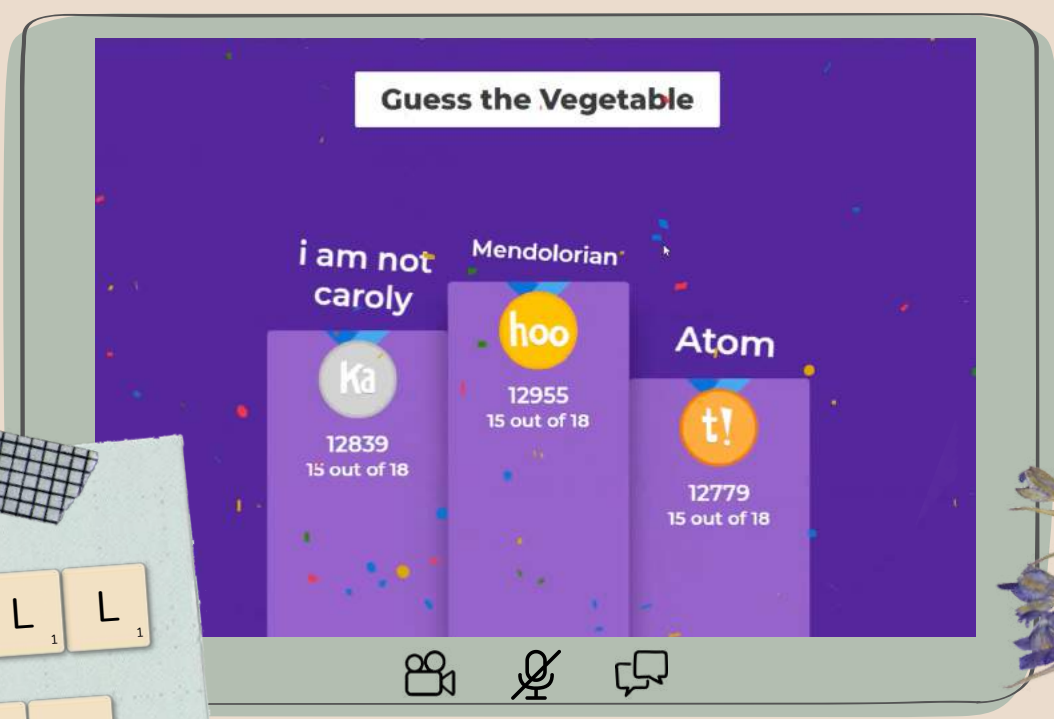 Guess the Vegetable
i am not
caroly
Mendolorian
Atom
Ka
hoo
t!
12839
15 out of 18
12955
15 out of 18
12779
15 out of 18
L 1 L 1